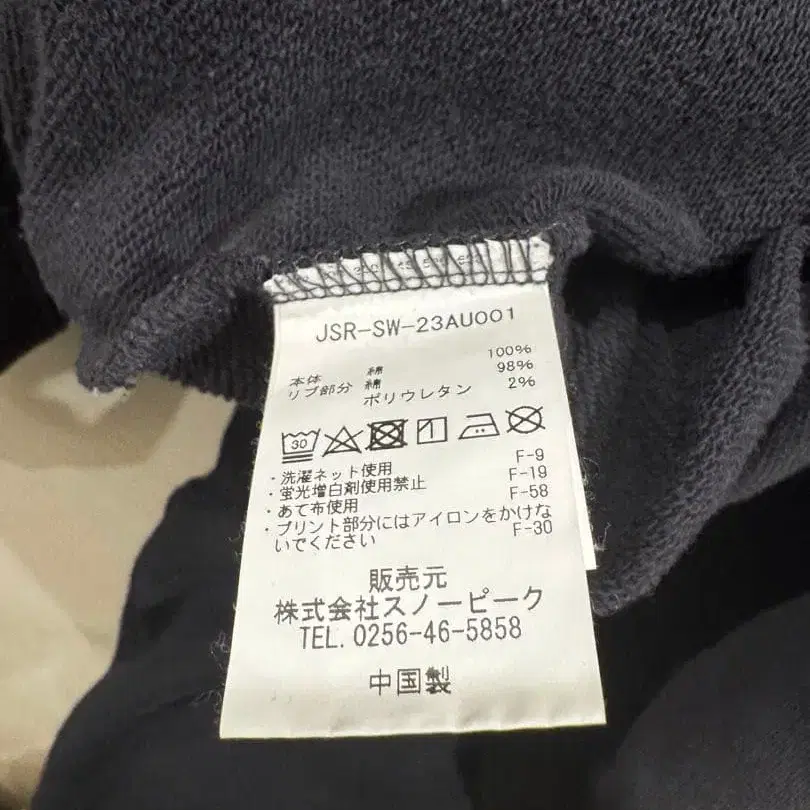 JSR-SW-23AU001
本体 綿 100%
リブ部分 綿 98%
ポリウレタン 2%
30
・洗濯ネット使用 F-9
・蛍光増白剤使用禁止 F-19
・あて布使用 F-58
・プリント部分にはアイロンをかけな
いでください F-30
販売元
株式会社スノーピーク
TEL. 0256-46-5858
中国製